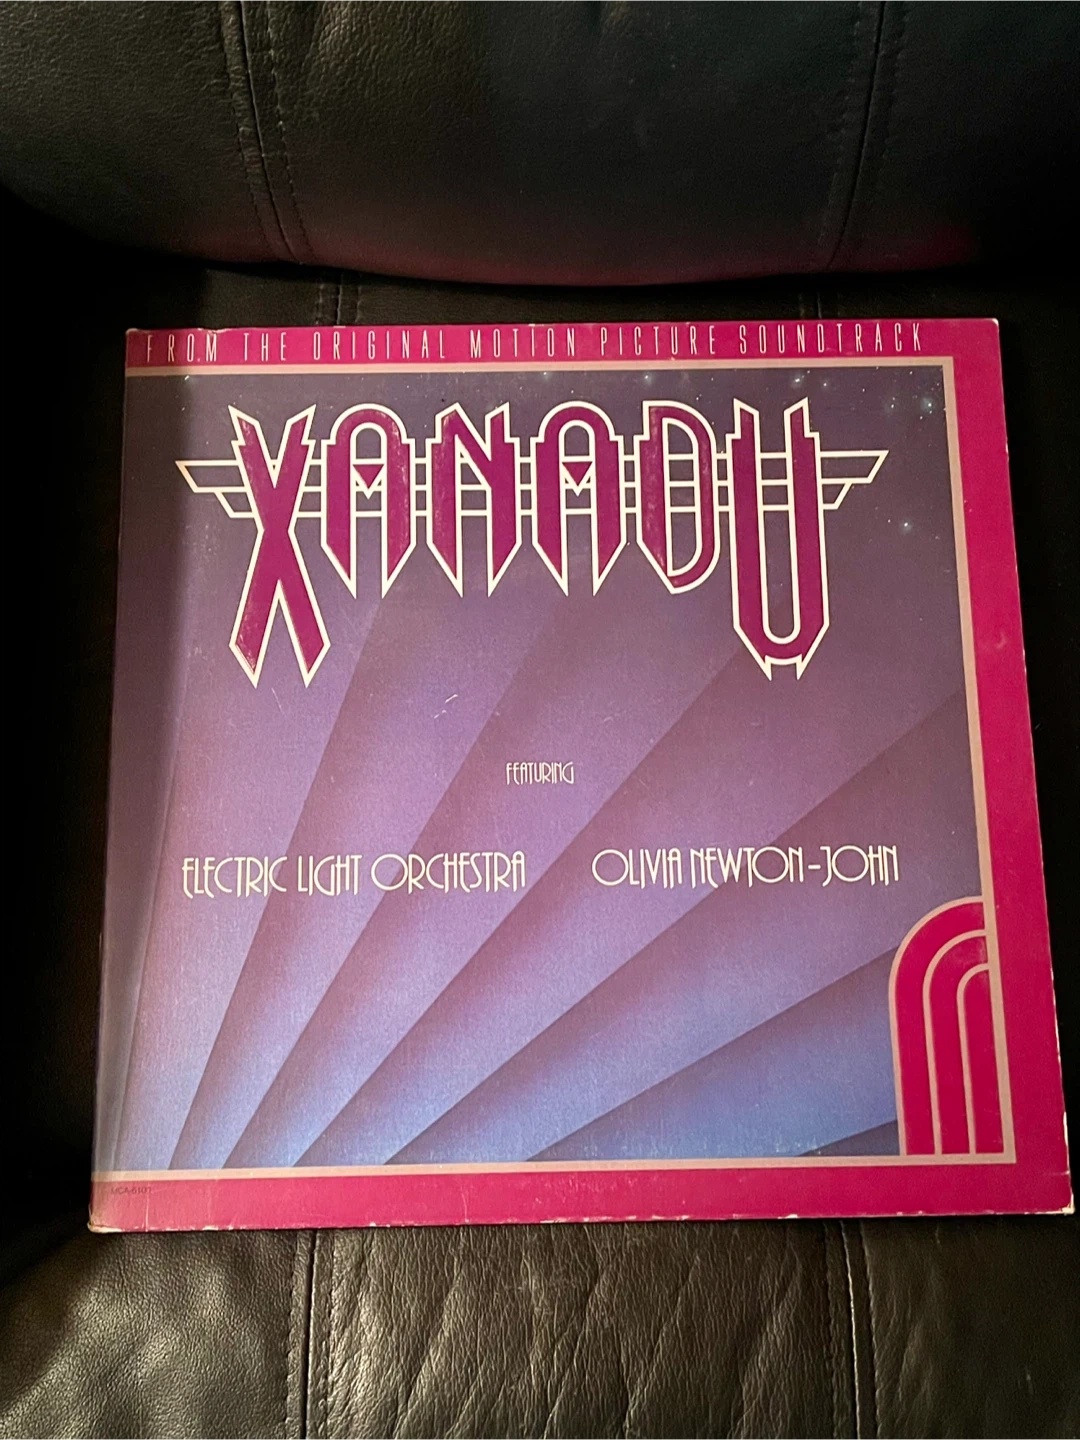 FROM THE ORIGINAL MOTION PICTURE SOUNDTRACK
XANADU
FEATURING
ELECTRIC LIGHT ORCHESTRA OLIVIA NEWTON-JOHN